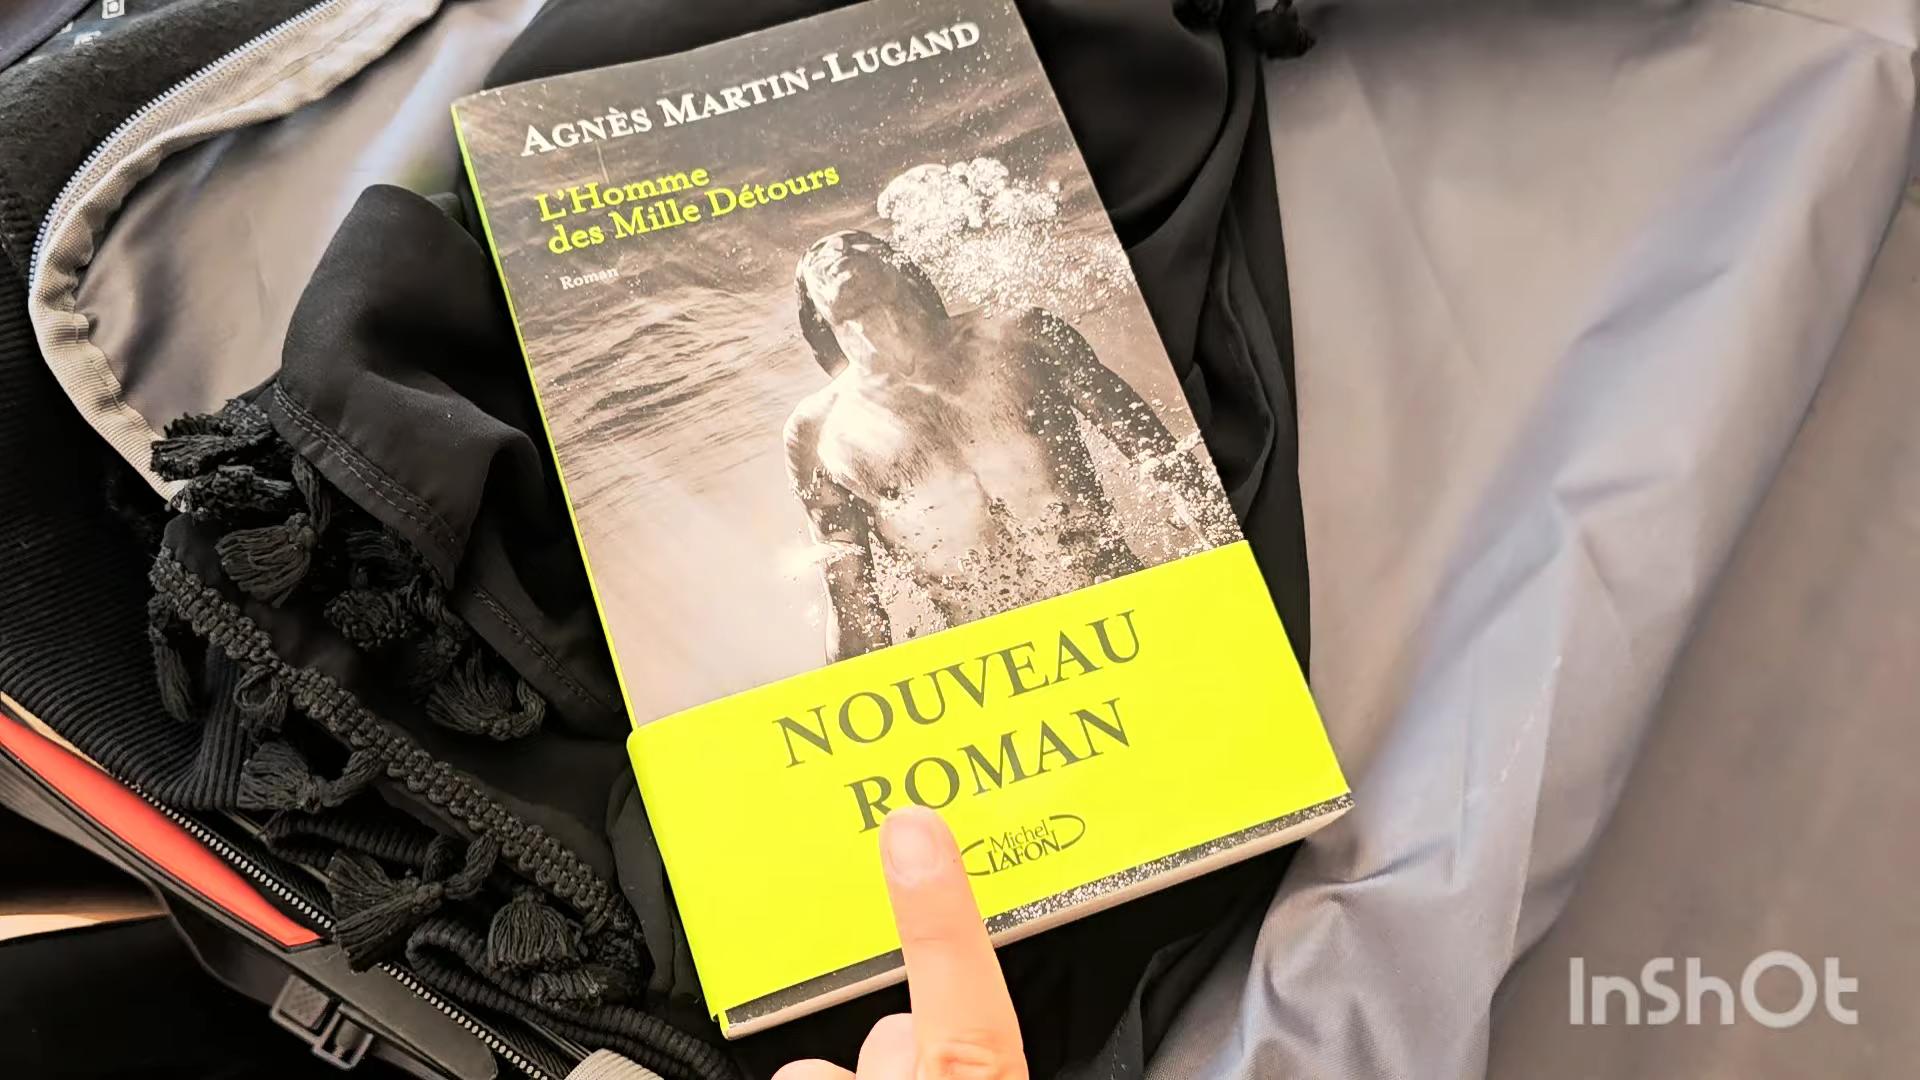 AGNÈS MARTIN-LUGAND
L'Homme
des Mille Détours
Roman
NOUVEAU
ROMAN
Michel
LAFON
InShOt